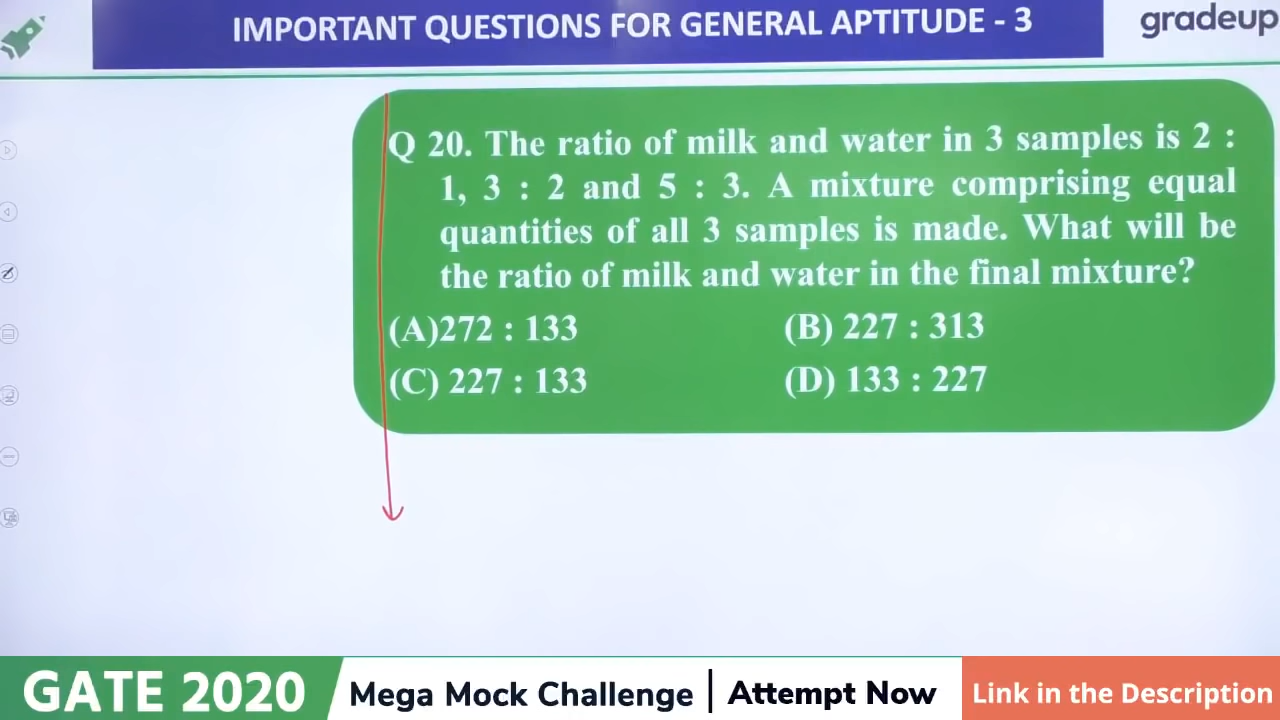 IMPORTANT QUESTIONS FOR GENERAL APTITUDE - 3
gradeup
Q 20. The ratio of milk and water in 3 samples is 2 :
1, 3 : 2 and 5 : 3. A mixture comprising equal
quantities of all 3 samples is made. What will be
the ratio of milk and water in the final mixture?
(A)272 : 133 (B) 227 : 313
(C) 227 : 133 (D) 133 : 227
GATE 2020 Mega Mock Challenge | Attempt Now Link in the Description